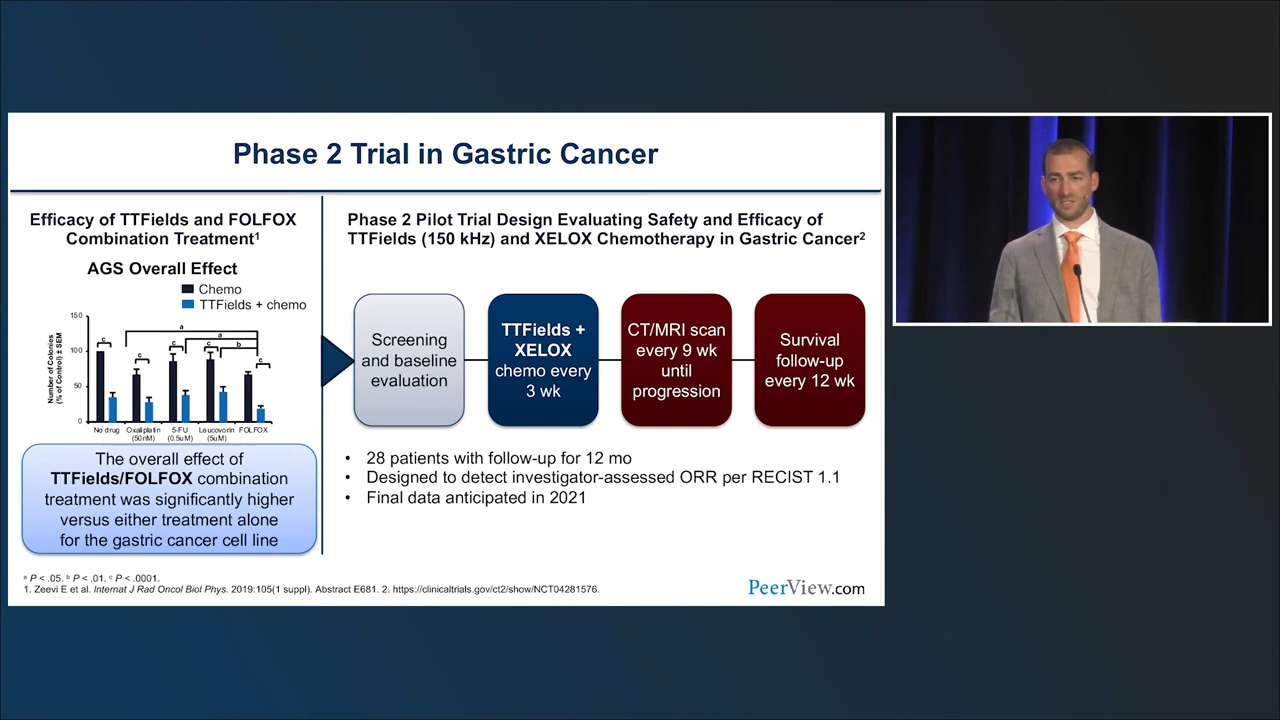 Phase 2 Trial in Gastric Cancer
Efficacy of TTFields and FOLFOX
Combination Treatment1
AGS Overall Effect
Chemo
TTFields + chemo
Number of Colonies
(% of Control) ± SEM
150
100
50
0
c
c
c
c
c
a
a
b
No drug
Oxaliplatin
(50nM)
5-FU
(0.5uM)
Leucovorin
(5uM)
FOLFOX
The overall effect of
TTFields/FOLFOX combination
treatment was significantly higher
versus either treatment alone
for the gastric cancer cell line
Phase 2 Pilot Trial Design Evaluating Safety and Efficacy of
TTFields (150 kHz) and XELOX Chemotherapy in Gastric Cancer2
Screening
and baseline
evaluation
TTFields +
XELOX
chemo every
3 wk
CT/MRI scan
every 9 wk
until
progression
Survival
follow-up
every 12 wk
• 28 patients with follow-up for 12 mo
• Designed to detect investigator-assessed ORR per RECIST 1.1
• Final data anticipated in 2021
a P < .05. b P < .01. c P < .0001.
1. Zeevi E et al. Internat J Rad Oncol Biol Phys. 2019:105(1 suppl). Abstract E681. 2. https://clinicaltrials.gov/ct2/show/NCT04281576.
PeerView.com